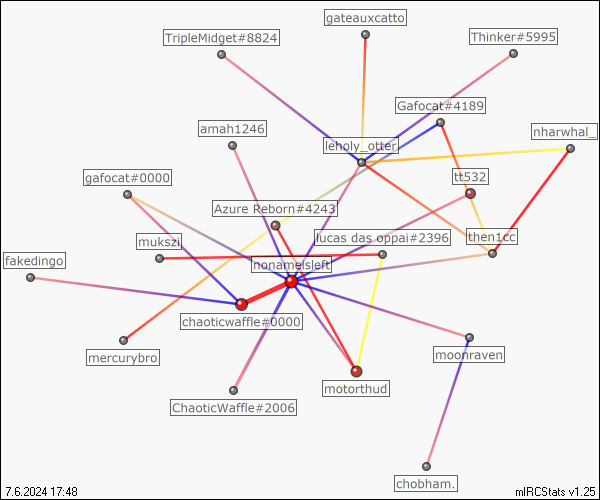 gateauxcatto
TripleMidget#8824
Thinker#5995
Gafocat#4189
amah1246
nharwhal_
leholy_otter
gafocat#0000
tt532
Azure Reborn#4243
mukszi
lucas das oppai#2396
then1cc
fakedingo
nonameisleft
chaoticwaffle#0000
mercurybro
moonraven
motorthud
ChaoticWaffle#2006
chobham.
7.6.2024 17:48
mIRCStats v1.25